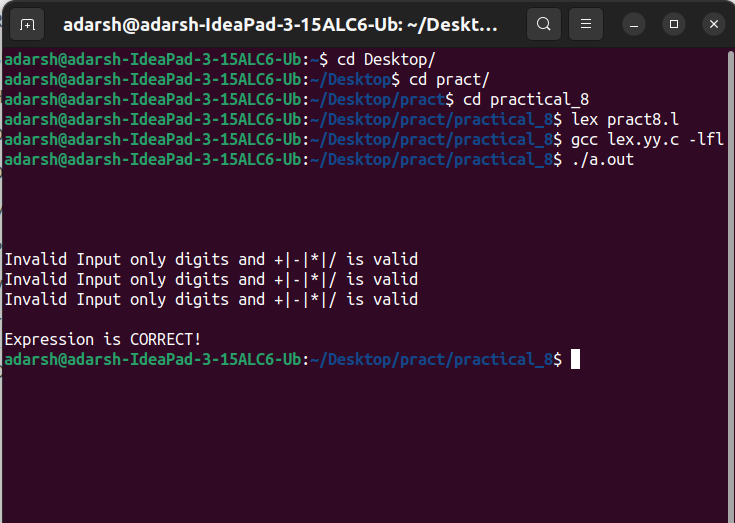 adarsh@adarsh-IdeaPad-3-15ALC6-Ub: ~/Deskt...
adarsh@adarsh-IdeaPad-3-15ALC6-Ub:~$ cd Desktop/
adarsh@adarsh-IdeaPad-3-15ALC6-Ub:~/Desktop$ cd pract/
adarsh@adarsh-IdeaPad-3-15ALC6-Ub:~/Desktop/pract$ cd practical_8
adarsh@adarsh-IdeaPad-3-15ALC6-Ub:~/Desktop/pract/practical_8$ lex pract8.l
adarsh@adarsh-IdeaPad-3-15ALC6-Ub:~/Desktop/pract/practical_8$ gcc lex.yy.c -lfl
adarsh@adarsh-IdeaPad-3-15ALC6-Ub:~/Desktop/pract/practical_8$ ./a.out
Invalid Input only digits and +|-|*|/ is valid
Invalid Input only digits and +|-|*|/ is valid
Invalid Input only digits and +|-|*|/ is valid
Expression is CORRECT!
adarsh@adarsh-IdeaPad-3-15ALC6-Ub:~/Desktop/pract/practical_8$